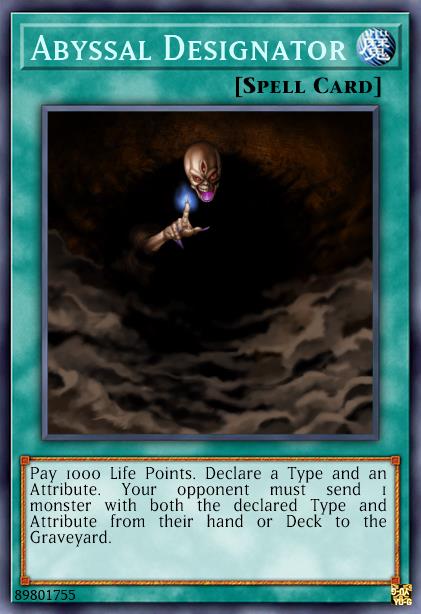 Abyssal Designator
魔
[Spell Card]
Pay 1000 Life Points. Declare a Type and an
Attribute. Your opponent must send 1
monster with both the declared Type and
Attribute from their hand or Deck to the
Graveyard.
89801755